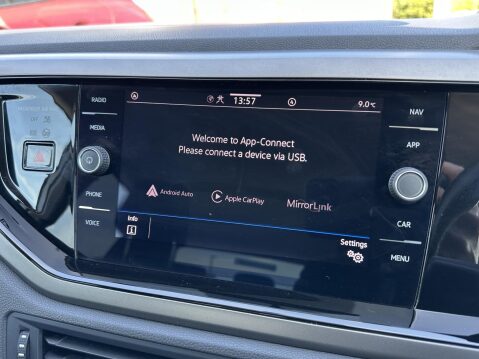 RADIO
MEDIA
PHONE
VOICE
13:57
9.0°C
Welcome to App-Connect
Please connect a device via USB.
Android Auto
Apple CarPlay
MirrorLink
Info
Settings
NAV
APP
CAR
MENU
OFF